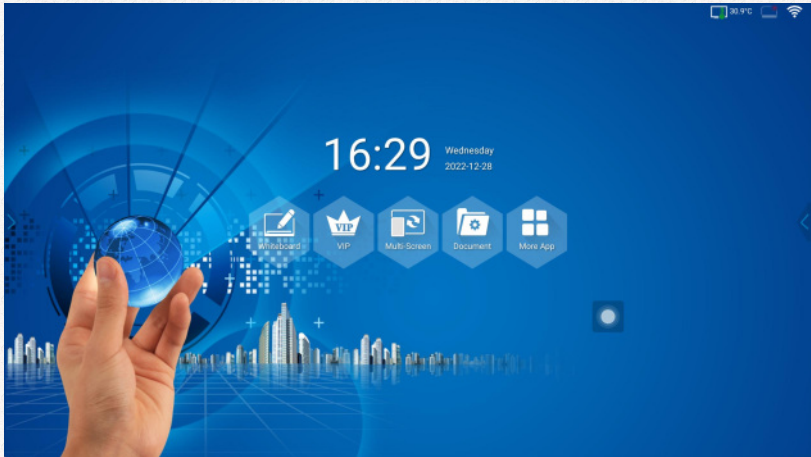 30.9°C
16:29
Wednesday
2022-12-28
Whiteboard
VIP
VIP
Multi-Screen
Document
More App